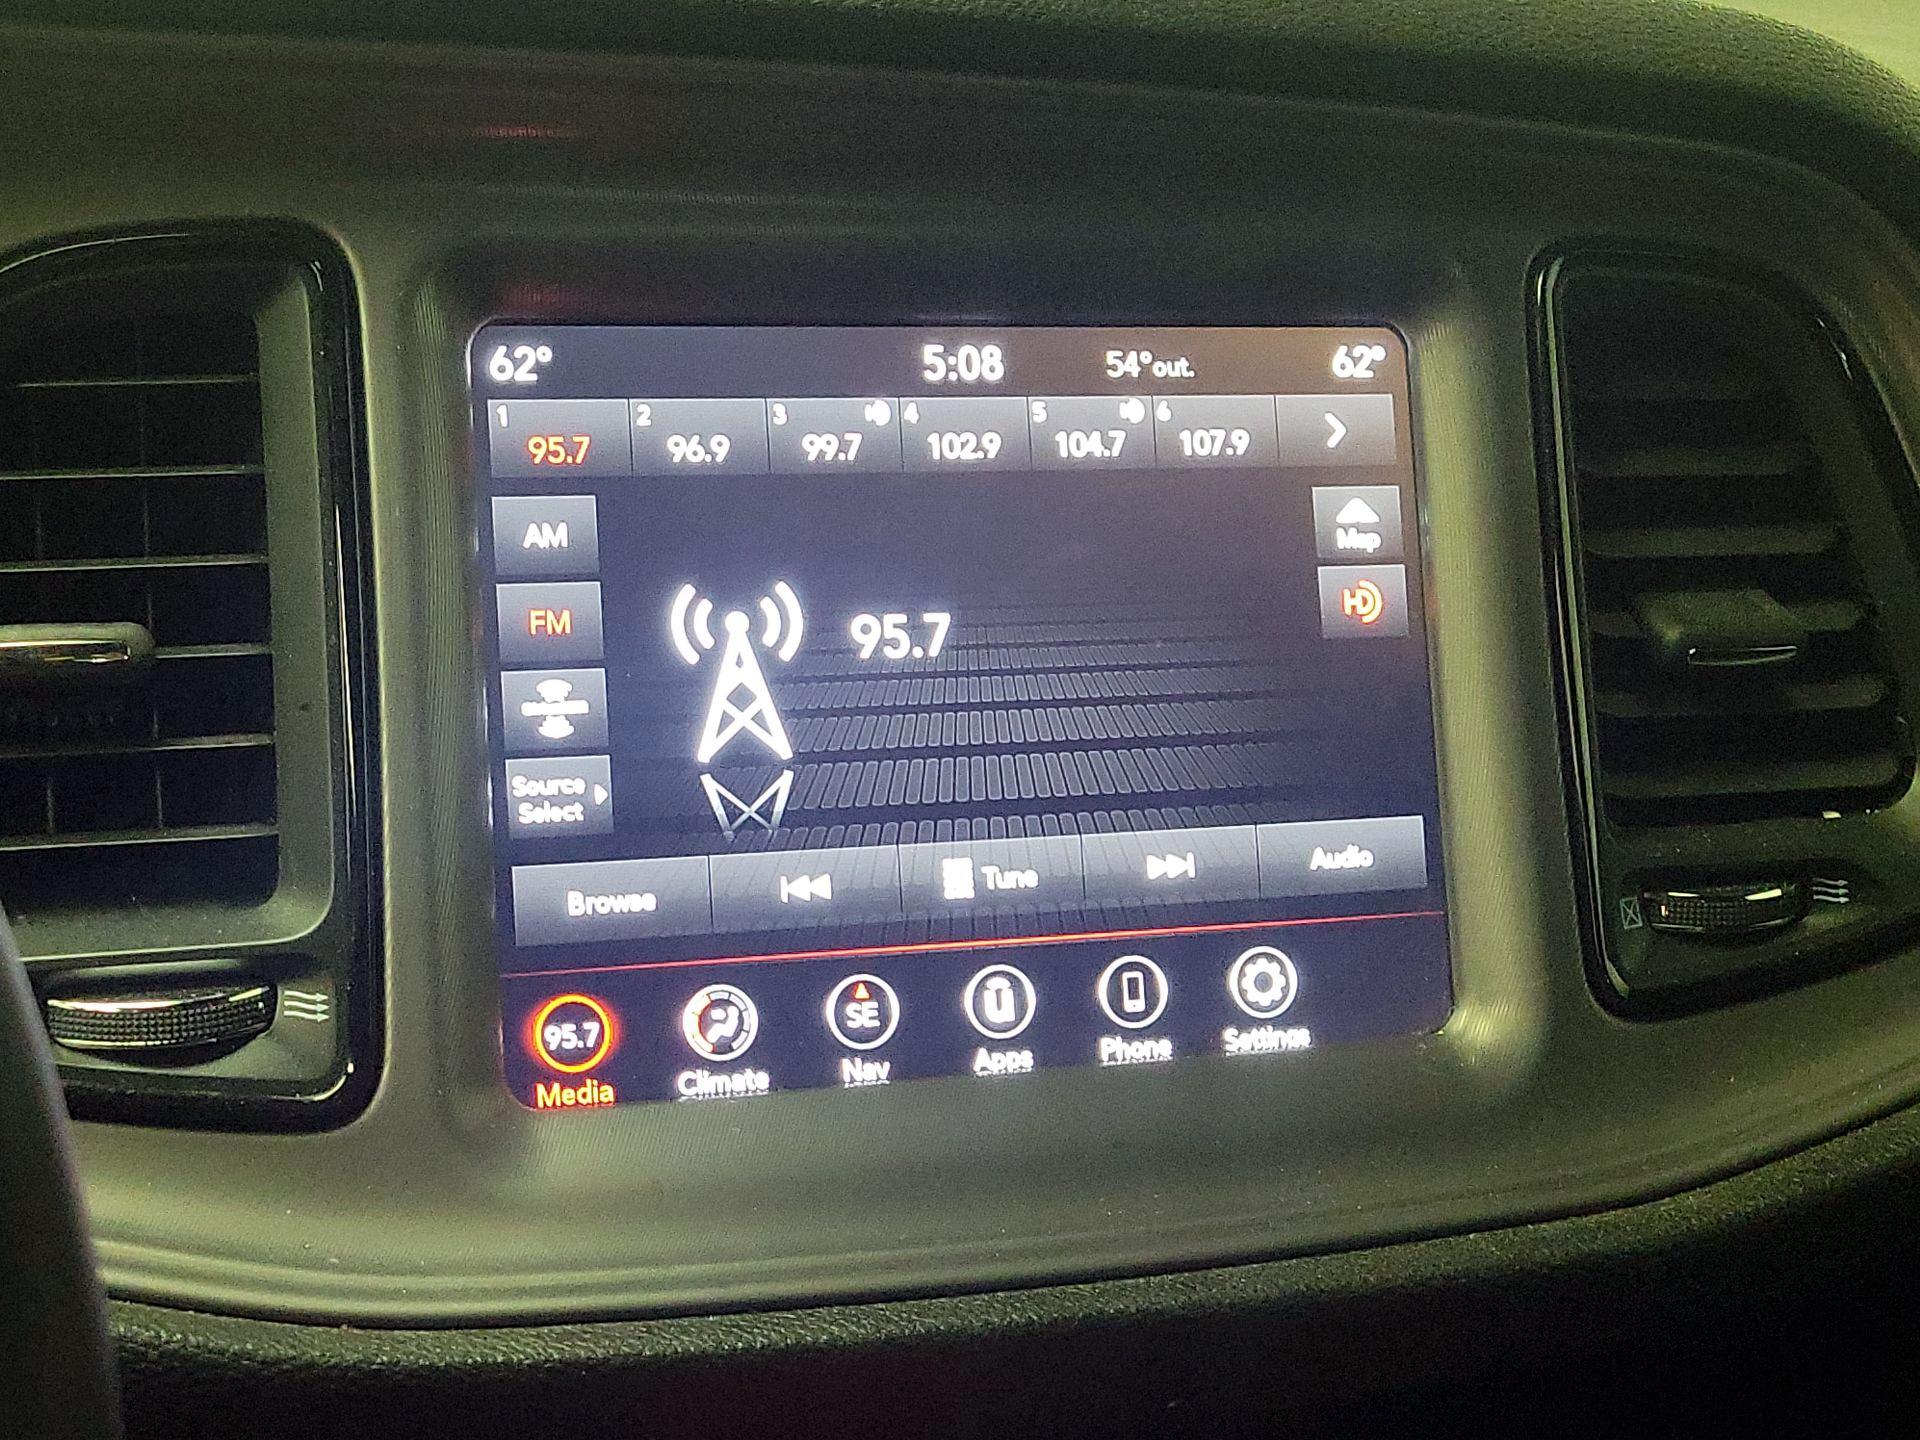 62° 5:08 54° out. 62°
1 2 3 4 5 6
95.7 96.9 99.7 102.9 104.7 107.9
AM
Map
FM
HD
95.7
Source
Select
Browse Tune Audio
95.7 SE
Media Climate Nav Apps Phone Settings